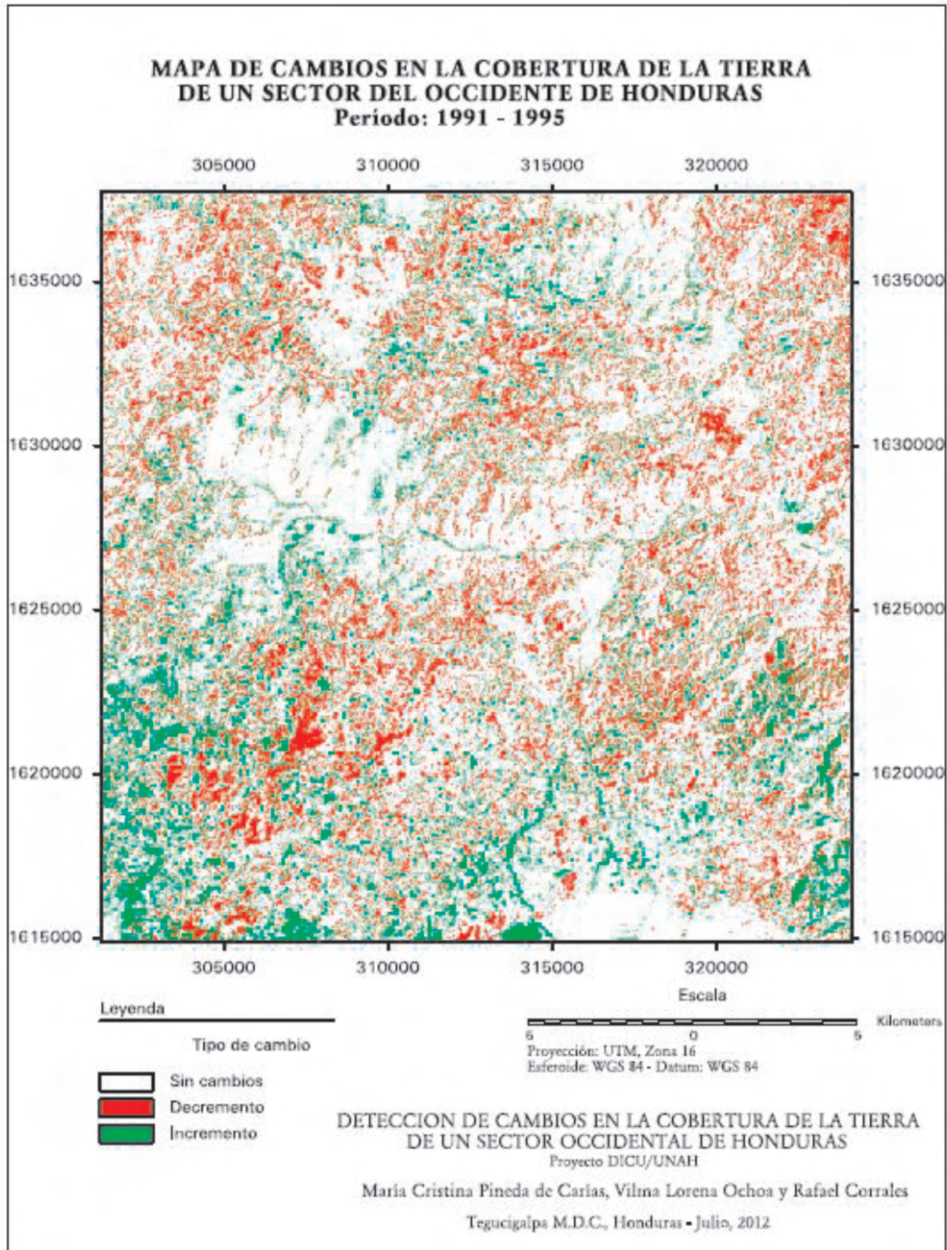 MAPA DE CAMBIOS EN LA COBERTURA DE LA TIERRA
DE UN SECTOR DEL OCCIDENTE DE HONDURAS
Período: 1991 - 1995
305000 310000 315000 320000
1635000 1635000
1630000 1630000
1625000 1625000
1620000 1620000
1615000 1615000
305000 310000 315000 320000
Leyenda
Tipo de cambio
Sin cambios
Decremento
Incremento
Escala
5 0 5 Kilometers
Proyección: UTM, Zona 16
Esferoide: WGS 84 - Datum: WGS 84
DETECCION DE CAMBIOS EN LA COBERTURA DE LA TIERRA
DE UN SECTOR OCCIDENTAL DE HONDURAS
Proyecto DICU/UNAH
María Cristina Pineda de Carías, Vilma Lorena Ochoa y Rafael Corrales
Tegucigalpa M.D.C., Honduras - Julio, 2012